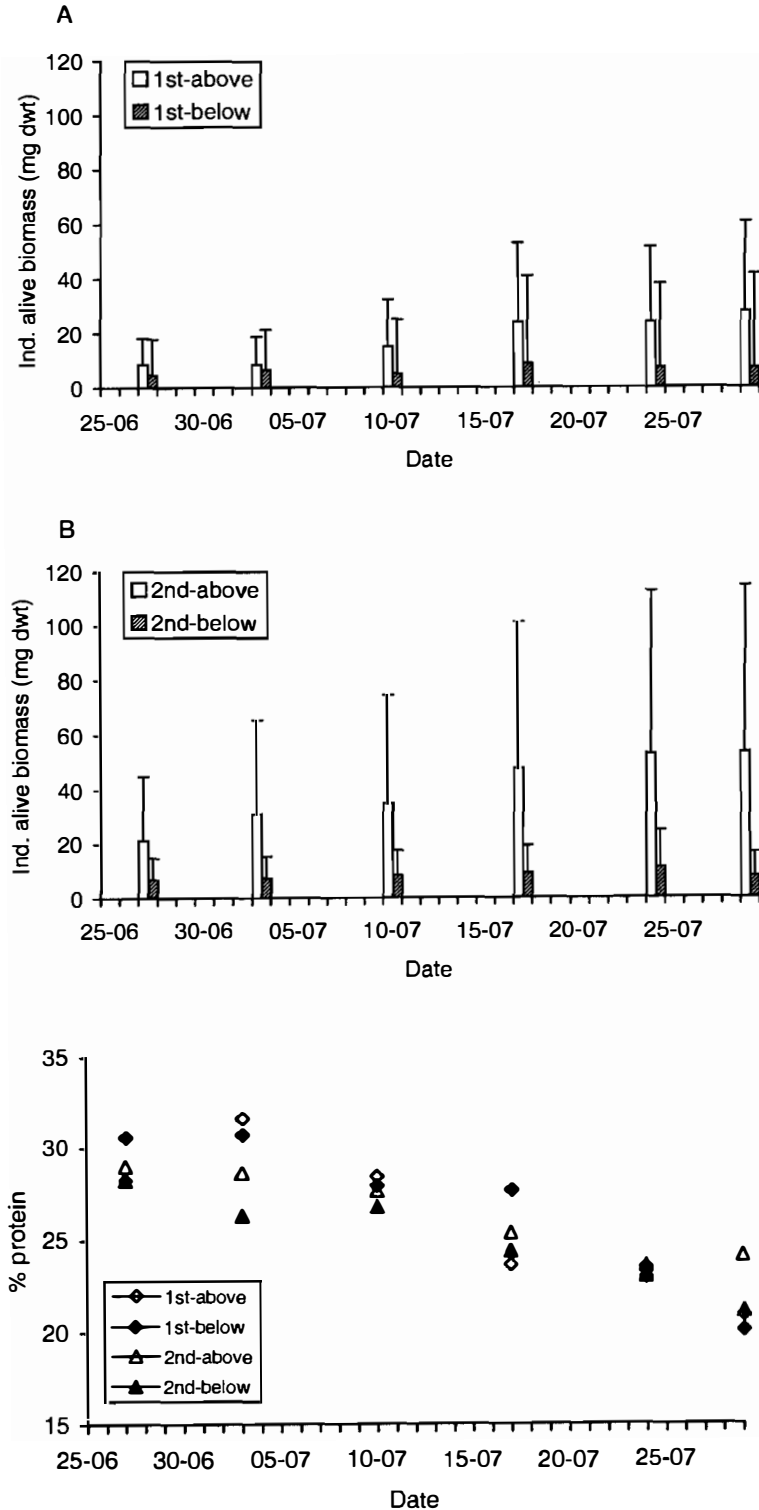 A
Ind. alive biomass (mg dwt)
120
100
80
60
40
20
0
1st-above
1st-below
25-06 30-06 05-07 10-07 15-07 20-07 25-07
Date
B
Ind. alive biomass (mg dwt)
120
100
80
60
40
20
0
2nd-above
2nd-below
25-06 30-06 05-07 10-07 15-07 20-07 25-07
Date
% protein
35
30
25
20
15
1st-above
1st-below
2nd-above
2nd-below
25-06 30-06 05-07 10-07 15-07 20-07 25-07
Date